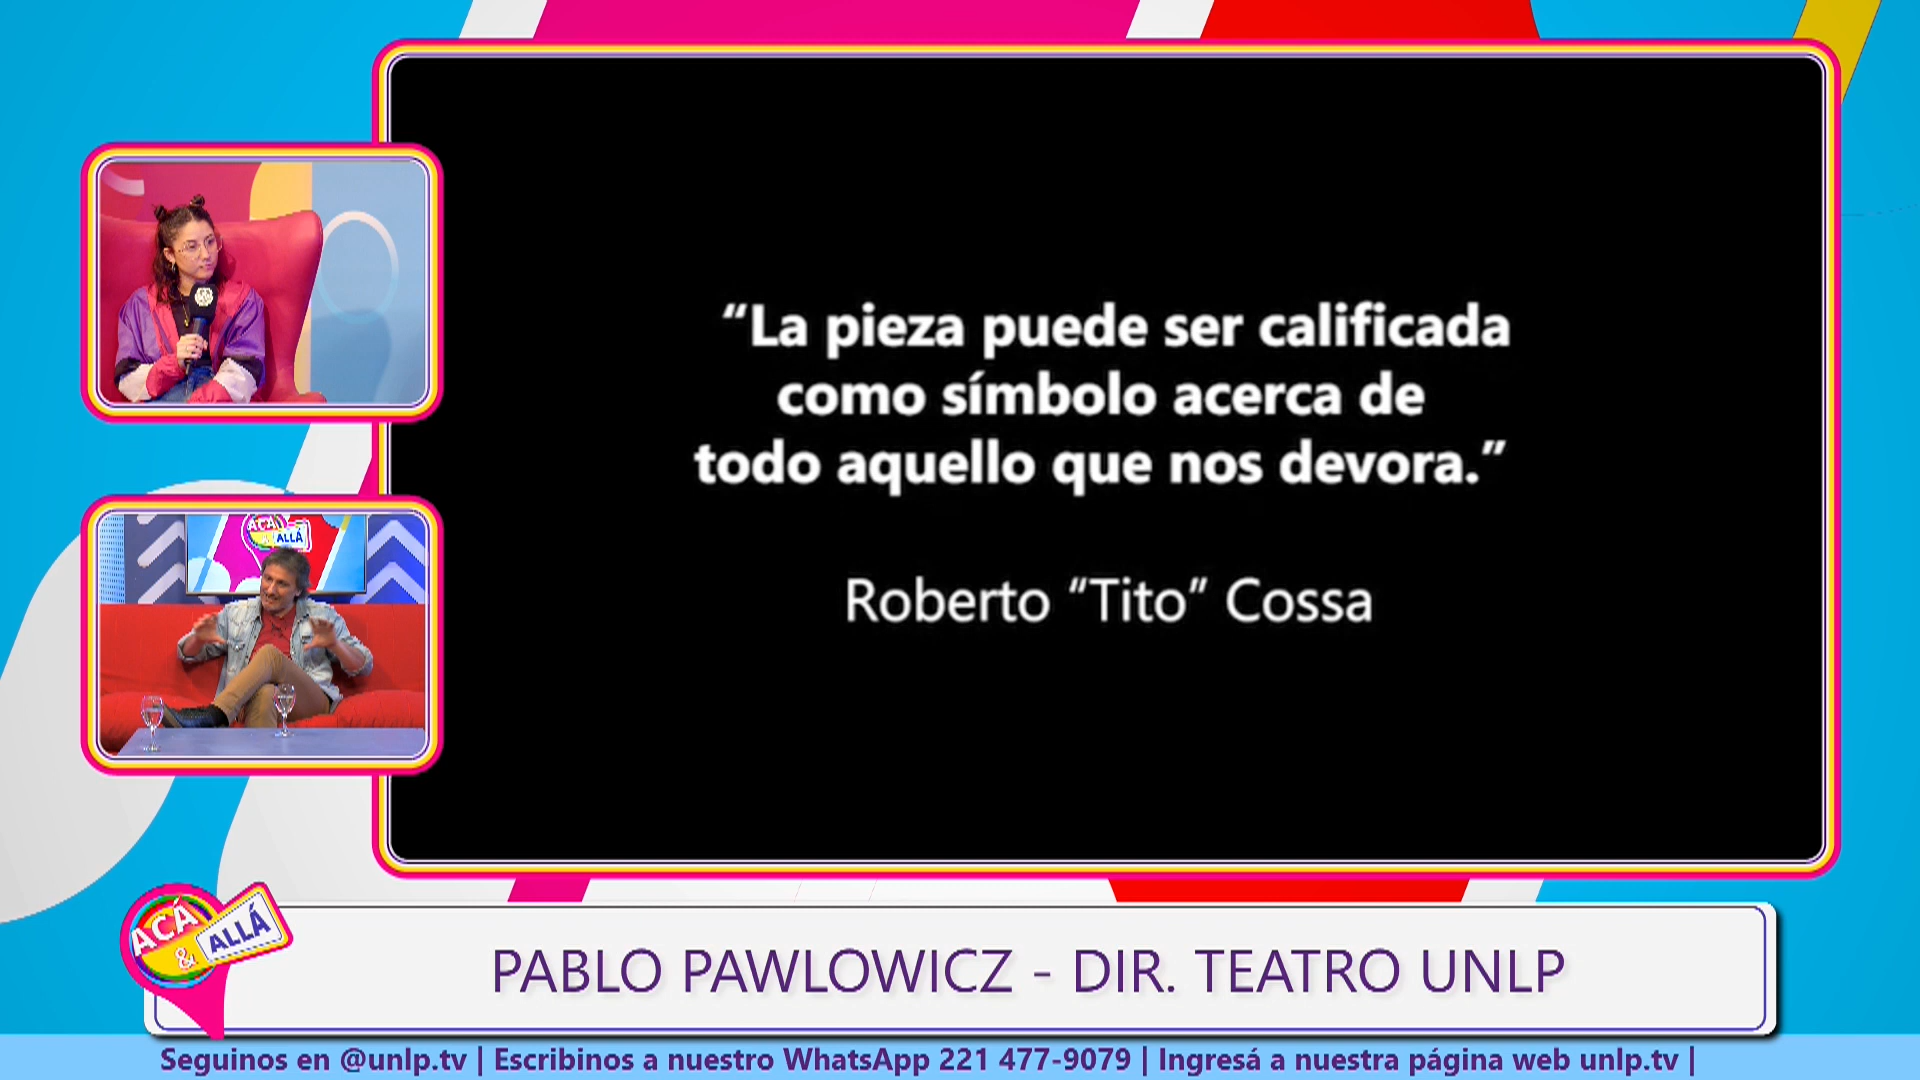 “La pieza puede ser calificada
como símbolo acerca de
todo aquello que nos devora.”
Roberto “Tito” Cossa
ACÁ
& ALLÁ
ACÁ
& ALLÁ
PABLO PAWLOWICZ - DIR. TEATRO UNLP
Seguinos en @unlp.tv | Escribinos a nuestro WhatsApp 221 477-9079 | Ingresá a nuestra página web unlp.tv |